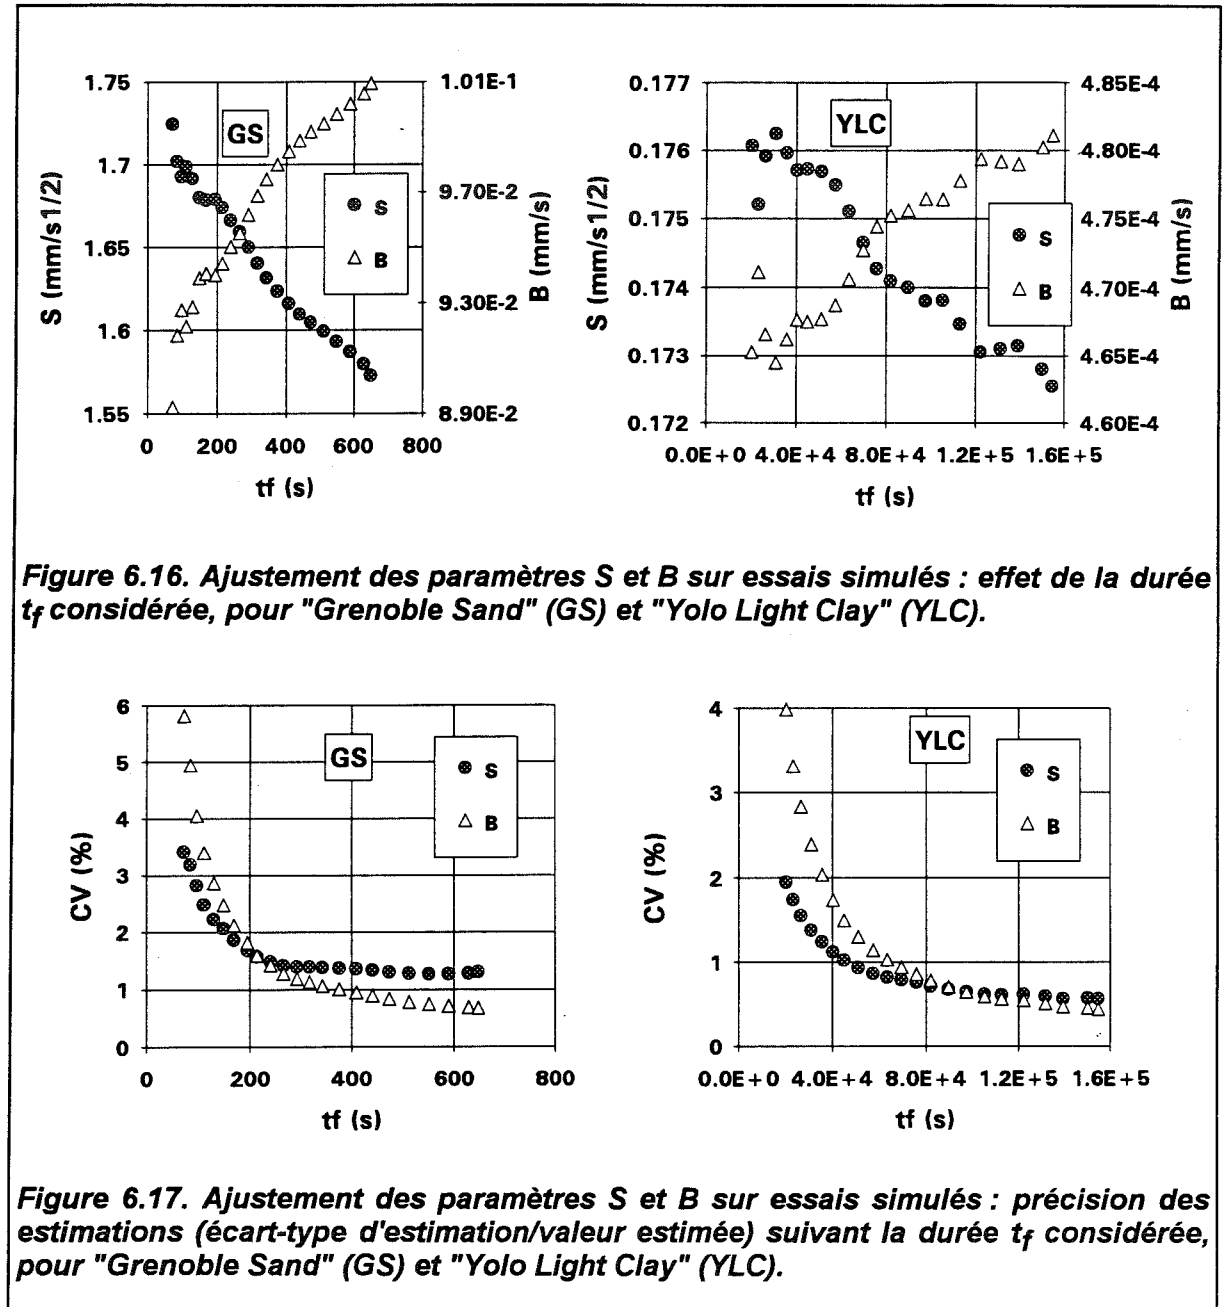 1.75
1.7
1.65
1.6
1.55
S (mm/s1/2)
GS
S
B
1.01E-1
9.70E-2
9.30E-2
8.90E-2
B (mm/s)
0 200 400 600 800
tf (s)
0.177
0.176
0.175
0.174
0.173
0.172
S (mm/s1/2)
YLC
S
B
4.85E-4
4.80E-4
4.75E-4
4.70E-4
4.65E-4
4.60E-4
B (mm/s)
0.0E+0 4.0E+4 8.0E+4 1.2E+5 1.6E+5
tf (s)
Figure 6.16. Ajustement des paramètres S et B sur essais simulés : effet de la durée
tf considérée, pour "Grenoble Sand" (GS) et "Yolo Light Clay" (YLC).
6
5
4
3
2
1
0
CV (%)
GS
S
B
0 200 400 600 800
tf (s)
4
3
2
1
0
CV (%)
YLC
S
B
0.0E+0 4.0E+4 8.0E+4 1.2E+5 1.6E+5
tf (s)
Figure 6.17. Ajustement des paramètres S et B sur essais simulés : précision des
estimations (écart-type d'estimation/valeur estimée) suivant la durée tf considérée,
pour "Grenoble Sand" (GS) et "Yolo Light Clay" (YLC).